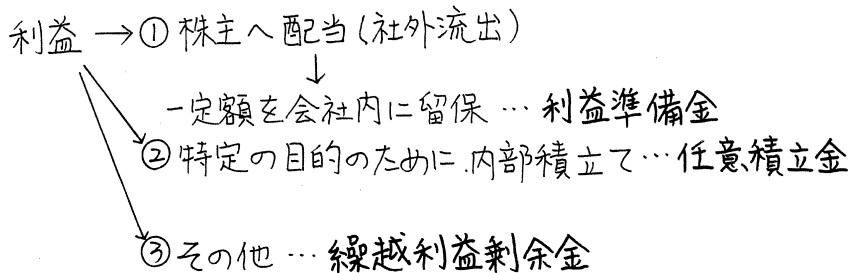 利益 → ① 株主へ配当(社外流出)
↓
一定額を会社内に留保 … 利益準備金
② 特定の目的のために、内部積立て… 任意積立金
③ その他 … 繰越利益剰余金